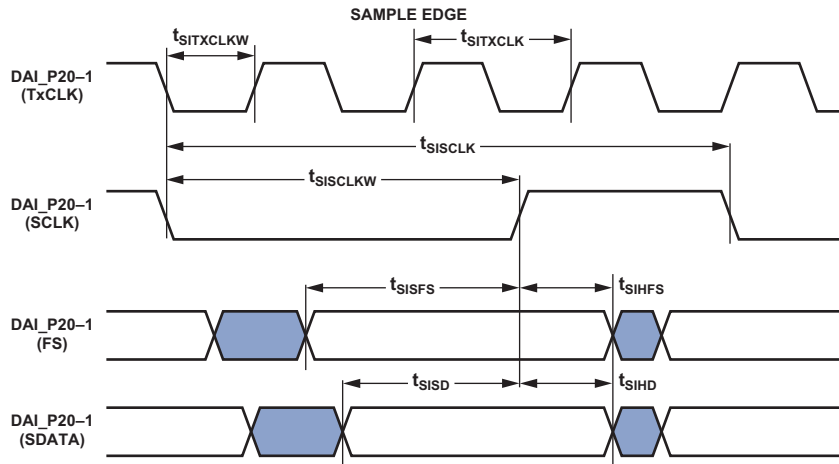 SAMPLE EDGE
tSITXCLKW
tSITXCLK
DAI_P20–1
(TxCLK)
tSISCLK
tSISCLKW
DAI_P20–1
(SCLK)
tSISFS
tSIHFS
DAI_P20–1
(FS)
tSISD
tSIHD
DAI_P20–1
(SDATA)